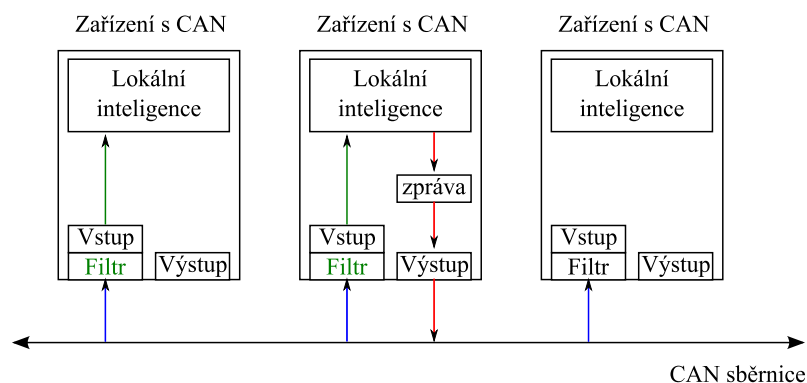 Zařízení s CAN
Zařízení s CAN
Zařízení s CAN
Lokální
inteligence
Lokální
inteligence
Lokální
inteligence
zpráva
Vstup
Filtr
Výstup
Vstup
Filtr
Výstup
Vstup
Filtr
Výstup
CAN sběrnice